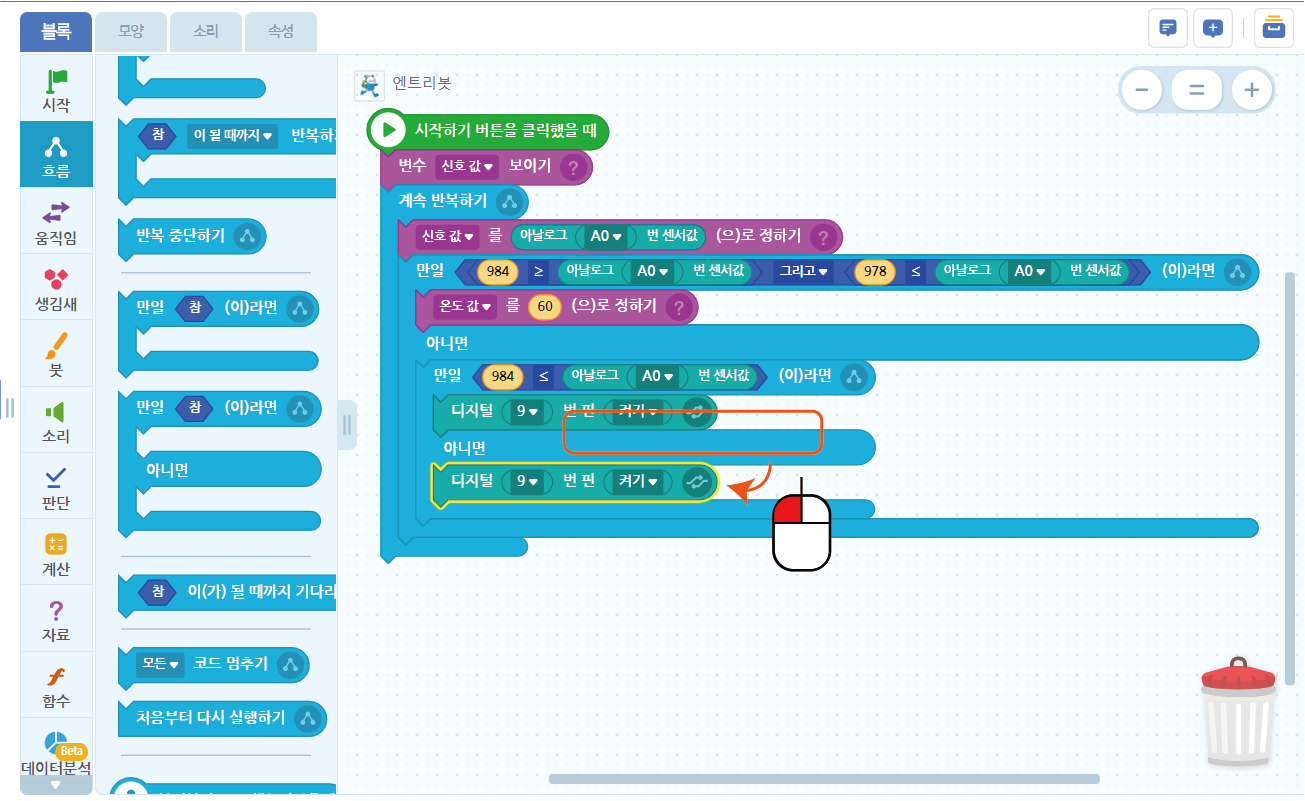 블록 모양 소리 속성
시작
흐름
움직임
생김새
붓
소리
판단
계산
자료
함수
Beta
데이터분석
참 이 될 때까지 ▼ 반복하
반복 중단하기
만일 참 (이)라면
만일 참 (이)라면
아니면
참 이(가) 될 때까지 기다리
모든 ▼ 코드 멈추기
처음부터 다시 실행하기
엔트리봇
시작하기 버튼을 클릭했을 때
변수 신호 값 ▼ 보이기 ?
계속 반복하기
신호 값 ▼ 를 아날로그 A0 ▼ 번 센서값 (으)로 정하기 ?
만일 984 ≥ 아날로그 A0 ▼ 번 센서값 그리고 ▼ 978 ≤ 아날로그 A0 ▼ 번 센서값 (이)라면
온도 값 ▼ 를 60 (으)로 정하기 ?
아니면
만일 984 ≤ 아날로그 A0 ▼ 번 센서값 (이)라면
디지털 9 ▼ 번 핀 켜기 ▼
아니면
디지털 9 ▼ 번 핀 켜기 ▼